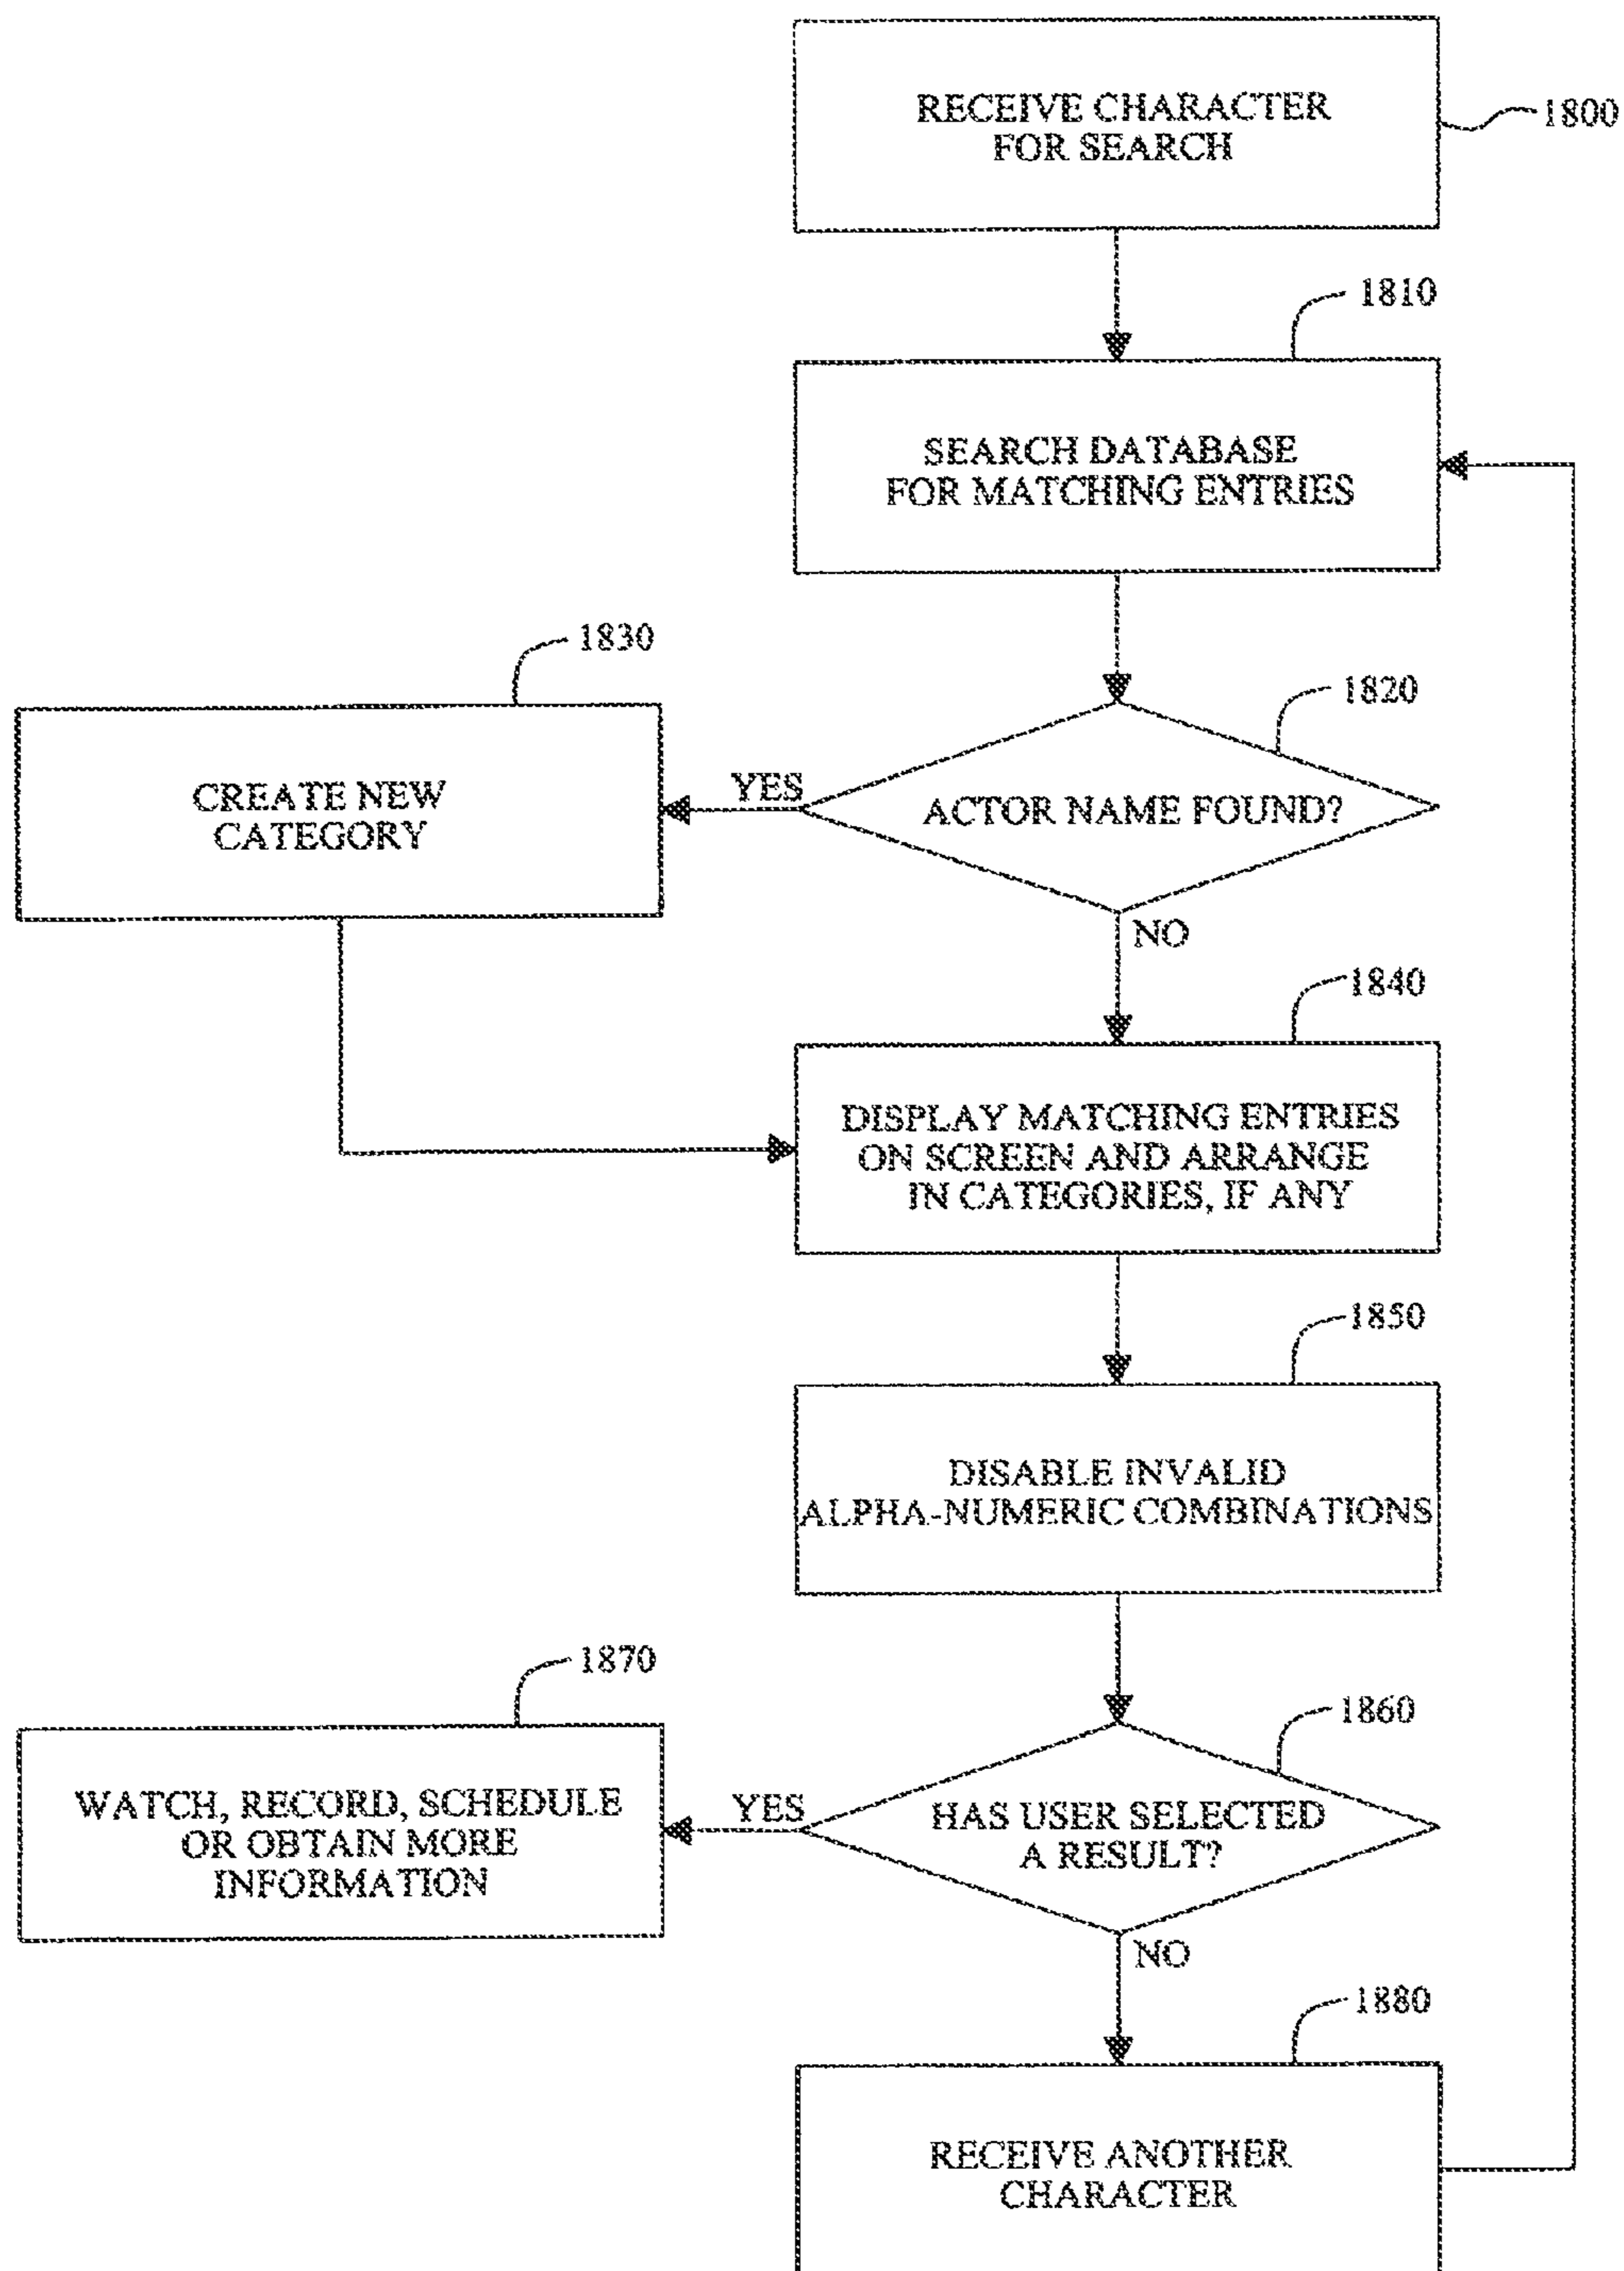 RECEIVE CHARACTER
FOR SEARCH
1800
1810
SEARCH DATABASE
FOR MATCHING ENTRIES
1830
1820
CREATE NEW
CATEGORY
YES
ACTOR NAME FOUND?
NO
1840
DISPLAY MATCHING ENTRIES
ON SCREEN AND ARRANGE
IN CATEGORIES, IF ANY
1850
DISABLE INVALID
ALPHA-NUMERIC COMBINATIONS
1870
1860
WATCH, RECORD, SCHEDULE
OR OBTAIN MORE
INFORMATION
YES
HAS USER SELECTED
A RESULT?
NO
1880
RECEIVE ANOTHER
CHARACTER